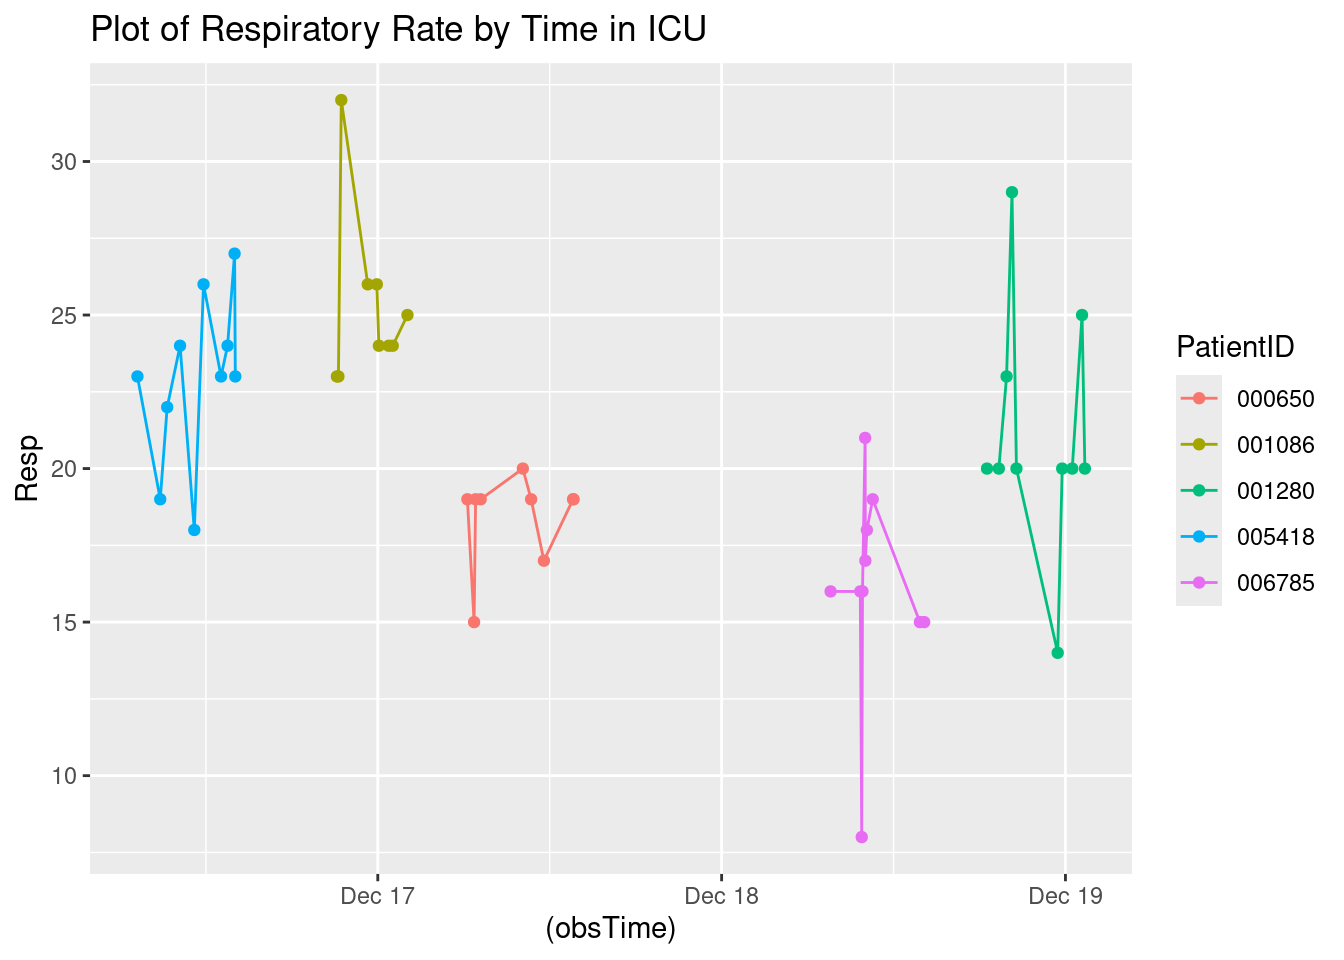 Plot of Respiratory Rate by Time in ICU
30
25
20
15
10
Resp
Dec 17
Dec 18
Dec 19
(obsTime)
PatientID
000650
001086
001280
005418
006785